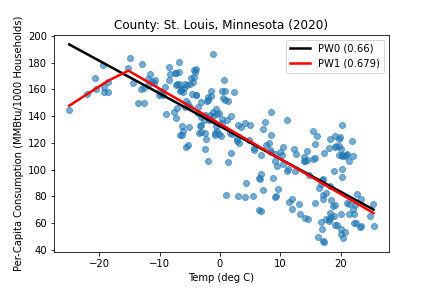 County: St. Louis, Minnesota (2020)
Per-Capita Consumption (MMBtu/1000 Households)
200
180
160
140
120
100
80
60
40
PW0 (0.66)
PW1 (0.679)
−20 −10 0 10 20
Temp (deg C)